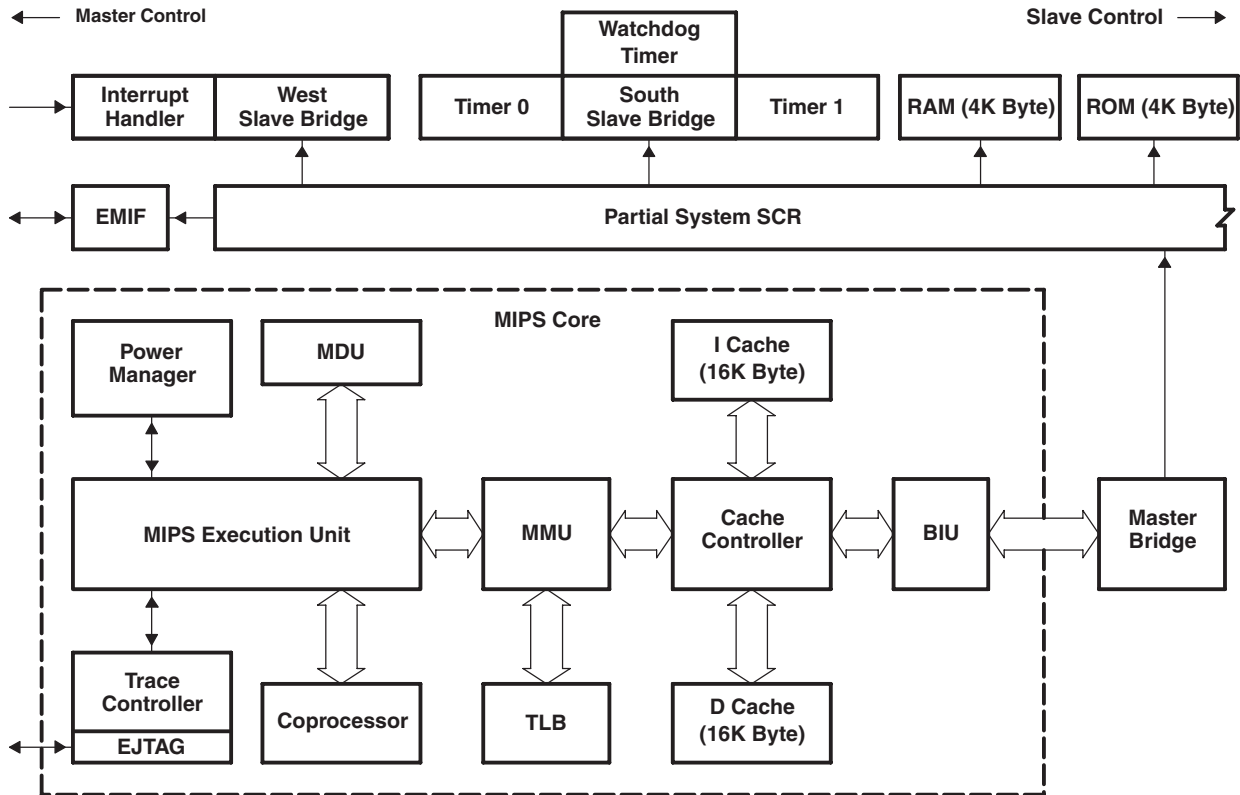 Master Control
Slave Control
Watchdog
Timer
Interrupt
Handler
West
Slave Bridge
Timer 0
South
Slave Bridge
Timer 1
RAM (4K Byte)
ROM (4K Byte)
EMIF
Partial System SCR
MIPS Core
Power
Manager
MDU
I Cache
(16K Byte)
MIPS Execution Unit
MMU
Cache
Controller
BIU
Master
Bridge
Trace
Controller
EJTAG
Coprocessor
TLB
D Cache
(16K Byte)